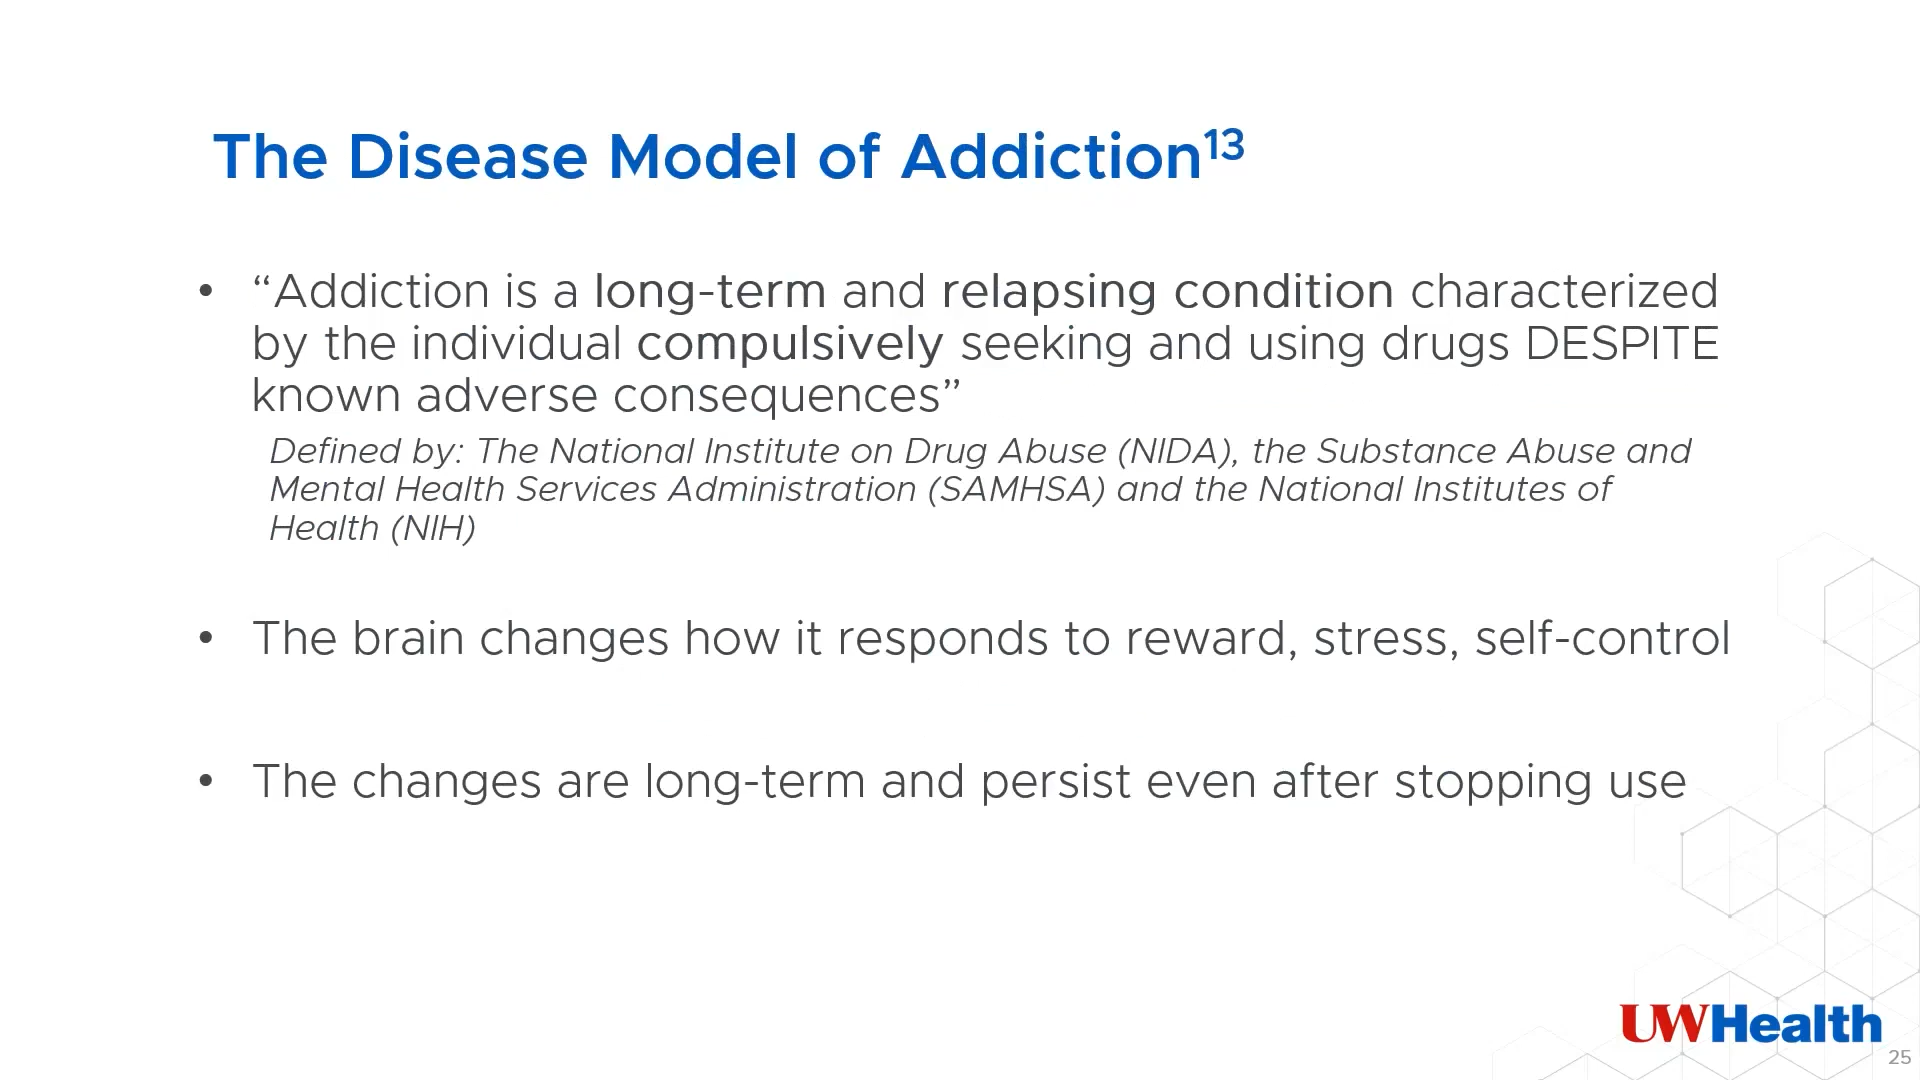 The Disease Model of Addiction¹³
• “Addiction is a long-term and relapsing condition characterized
by the individual compulsively seeking and using drugs DESPITE
known adverse consequences”
Defined by: The National Institute on Drug Abuse (NIDA), the Substance Abuse and
Mental Health Services Administration (SAMHSA) and the National Institutes of
Health (NIH)
• The brain changes how it responds to reward, stress, self-control
• The changes are long-term and persist even after stopping use
UWHealth
25